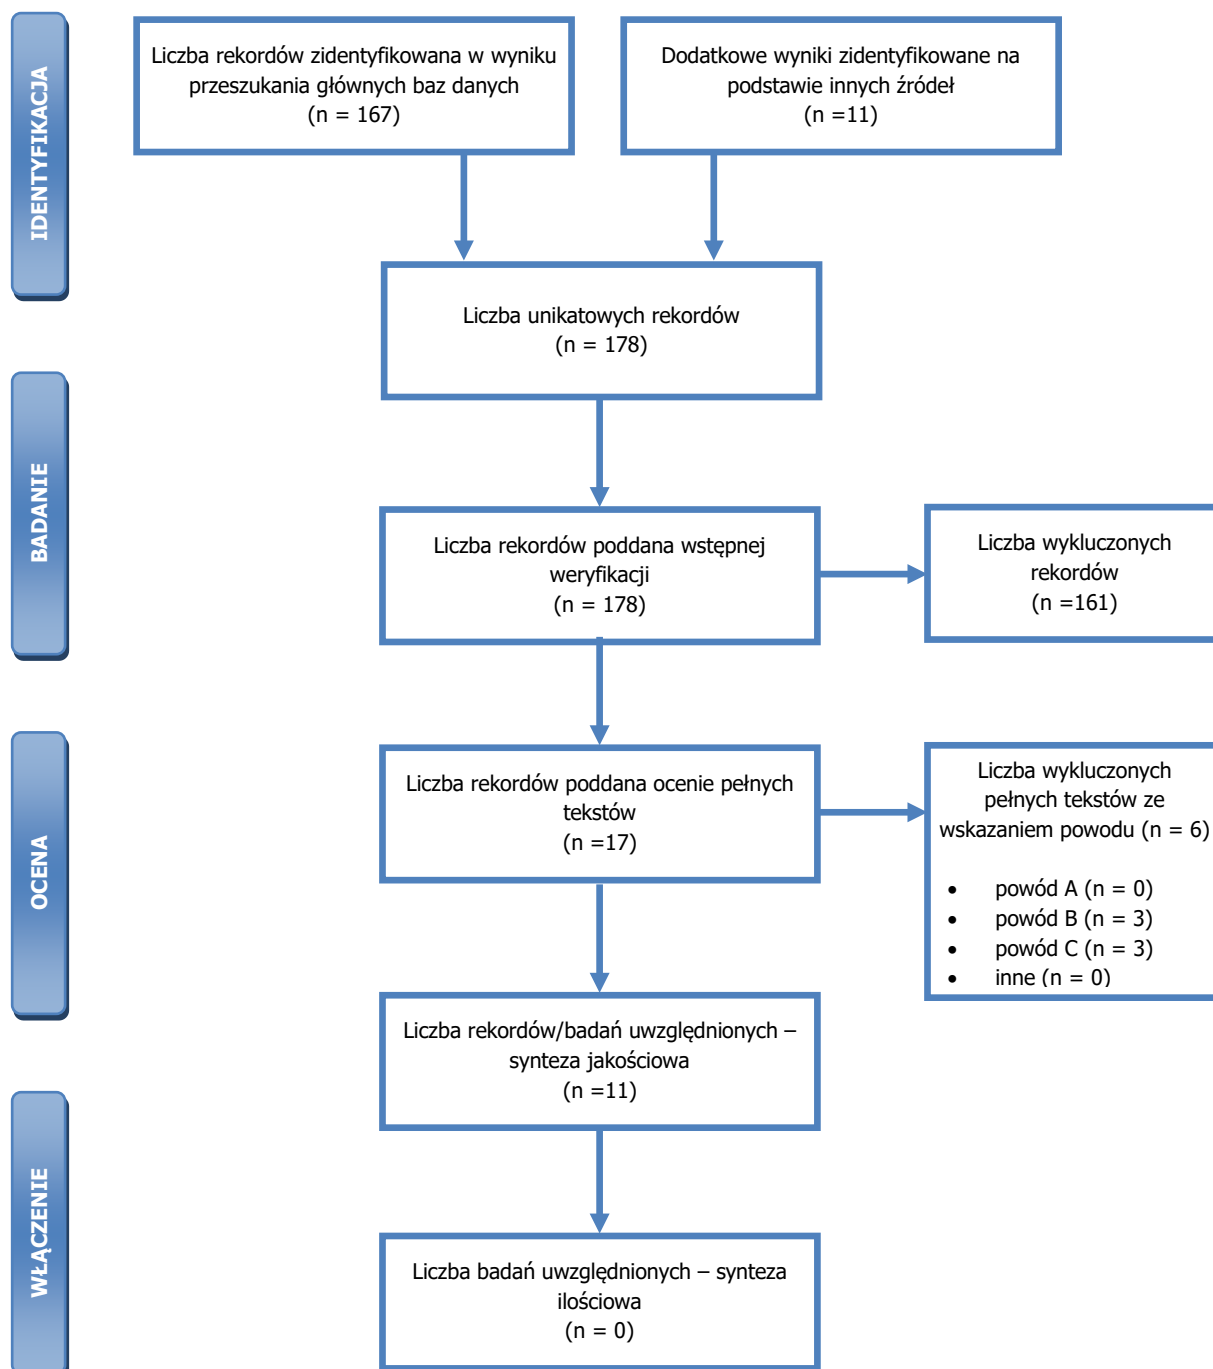 IDENTYFIKACJA
Liczba rekordów zidentyfikowana w wyniku
przeszukania głównych baz danych
(n = 167)
Dodatkowe wyniki zidentyfikowane na
podstawie innych źródeł
(n =11)
Liczba unikatowych rekordów
(n = 178)
BADANIE
Liczba rekordów poddana wstępnej
weryfikacji
(n = 178)
Liczba wykluczonych
rekordów
(n =161)
OCENA
Liczba rekordów poddana ocenie pełnych
tekstów
(n =17)
Liczba wykluczonych
pełnych tekstów ze
wskazaniem powodu (n = 6)
• powód A (n = 0)
• powód B (n = 3)
• powód C (n = 3)
• inne (n = 0)
Liczba rekordów/badań uwzględnionych –
synteza jakościowa
(n =11)
WŁĄCZENIE
Liczba badań uwzględnionych – synteza
ilościowa
(n = 0)